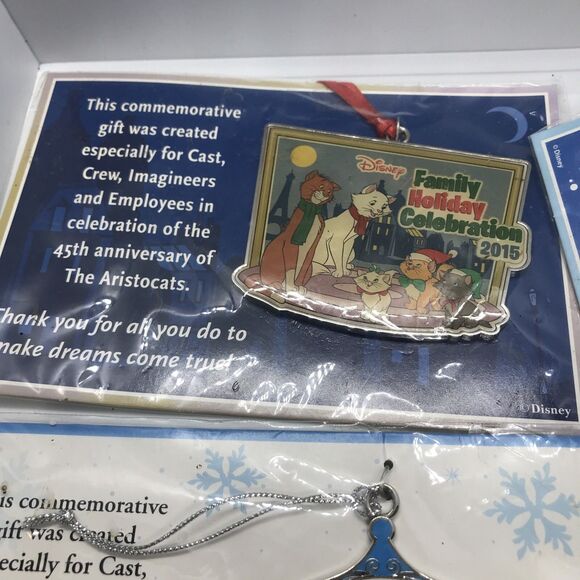 This commemorative
gift was created
especially for Cast,
Crew, Imagineers
and Employees in
celebration of the
45th anniversary of
The Aristocats.
Thank you for all you do to
make dreams come true!
Disney
Family
Holiday
Celebration
2015
©Disney
© Disney
is commemorative
gift was created
ecially for Cast,